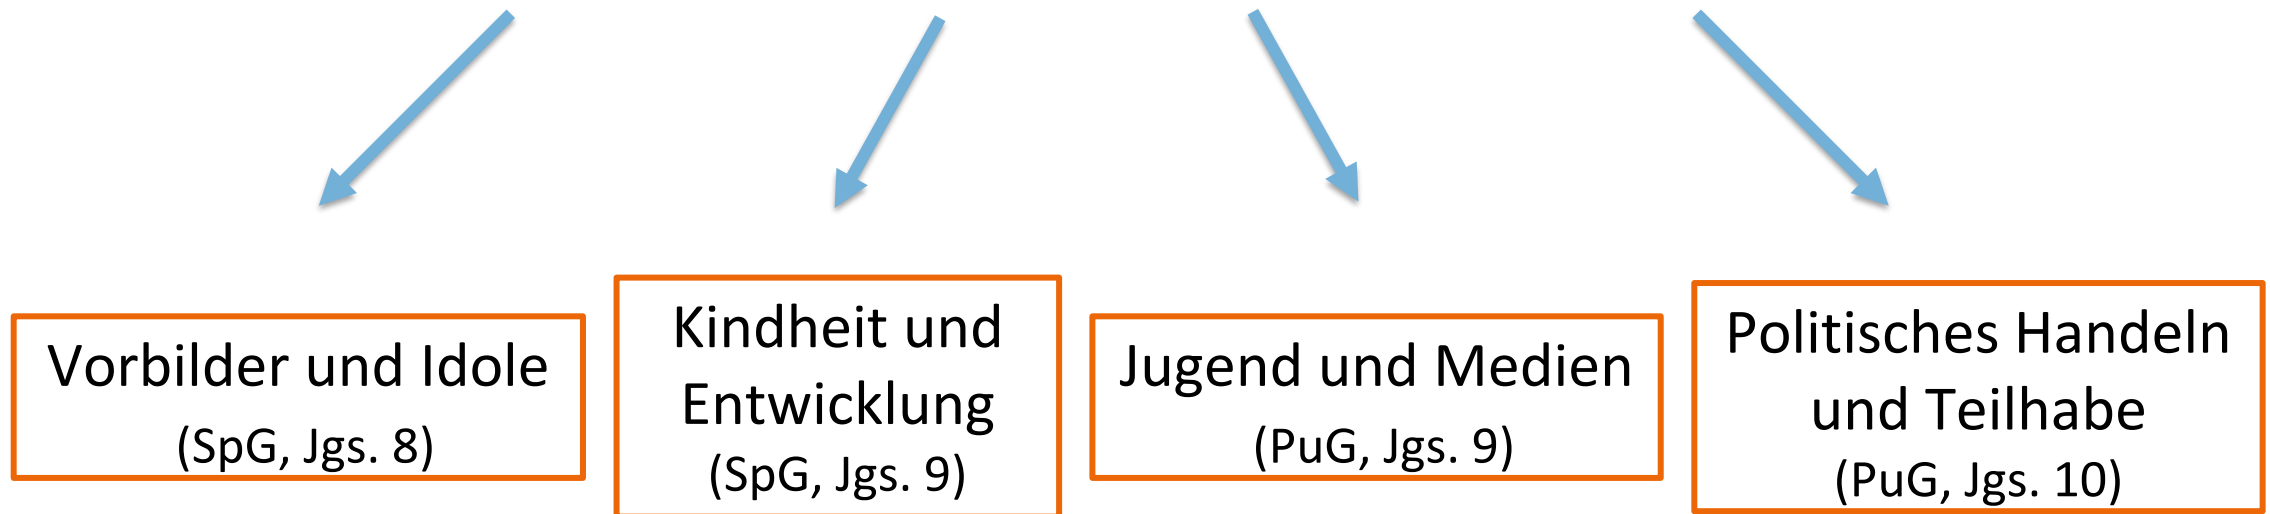 Vorbilder und Idole
(SpG, Jgs. 8)
Kindheit und
Entwicklung
(SpG, Jgs. 9)
Jugend und Medien
(PuG, Jgs. 9)
Politisches Handeln
und Teilhabe
(PuG, Jgs. 10)